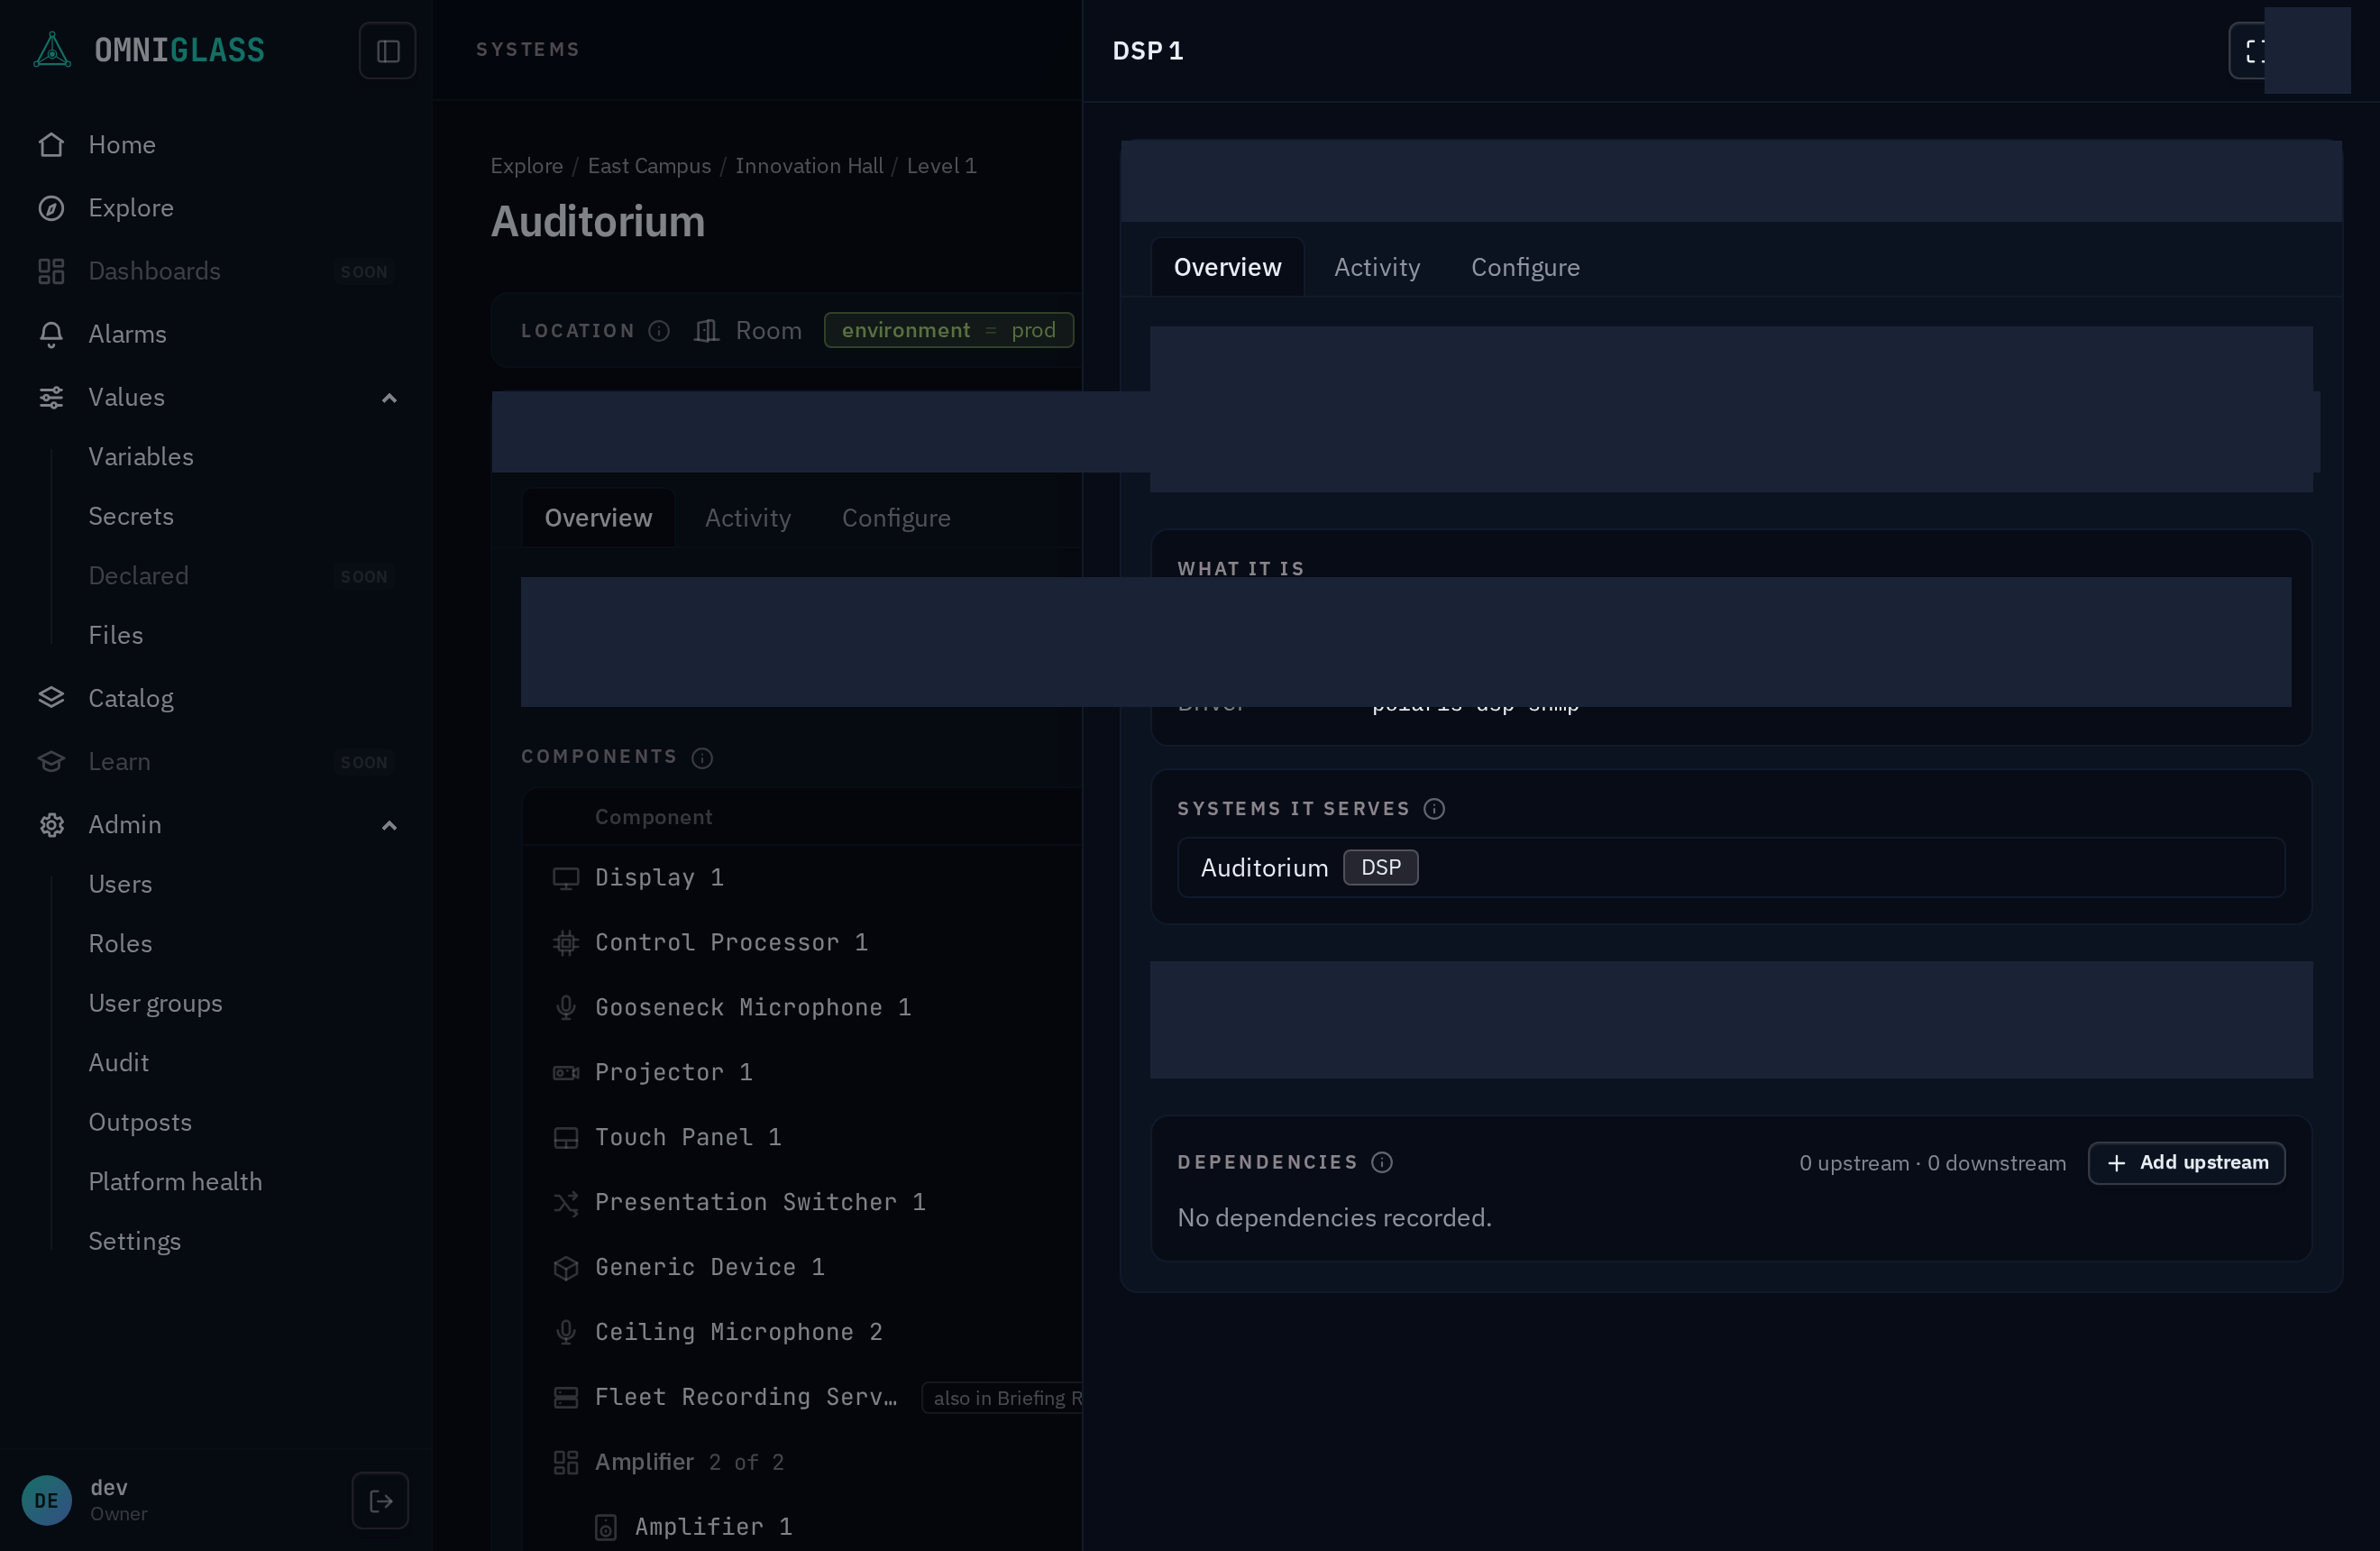 OMNIGLASS
Home
Explore
Dashboards SOON
Alarms
Values
Variables
Secrets
Declared SOON
Files
Catalog
Learn SOON
Admin
Users
Roles
User groups
Audit
Outposts
Platform health
Settings
DE dev
Owner
SYSTEMS
Explore / East Campus / Innovation Hall / Level 1
Auditorium
LOCATION Room environment = prod
Overview Activity Configure
COMPONENTS
Component
Display 1
Control Processor 1
Gooseneck Microphone 1
Projector 1
Touch Panel 1
Presentation Switcher 1
Generic Device 1
Ceiling Microphone 2
Fleet Recording Serv… also in Briefing R
Amplifier 2 of 2
Amplifier 1
DSP 1
Overview Activity Configure
WHAT IT IS
SYSTEMS IT SERVES
Auditorium DSP
DEPENDENCIES 0 upstream · 0 downstream + Add upstream
No dependencies recorded.